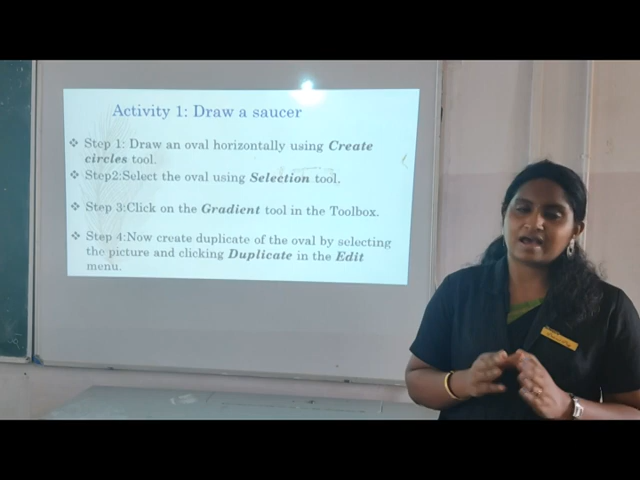 Activity 1: Draw a saucer
❖ Step 1: Draw an oval horizontally using Create
circles tool.
❖ Step2:Select the oval using Selection tool.
❖ Step 3:Click on the Gradient tool in the Toolbox.
❖ Step 4:Now create duplicate of the oval by selecting
the picture and clicking Duplicate in the Edit
menu.